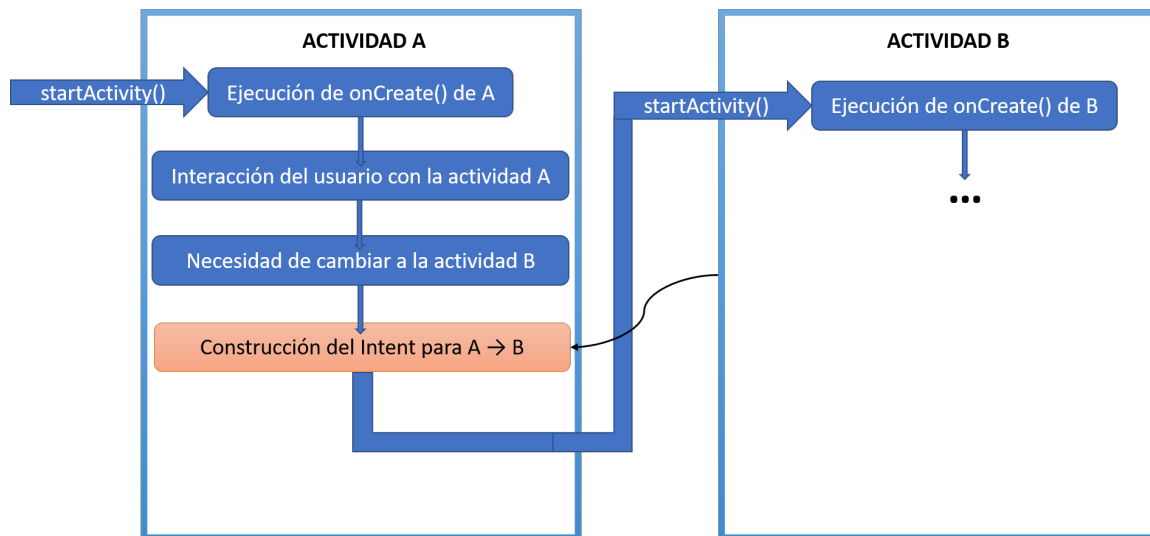 ACTIVIDAD A
startActivity()
Ejecución de onCreate() de A
Interacción del usuario con la actividad A
Necesidad de cambiar a la actividad B
Construcción del Intent para A → B
ACTIVIDAD B
startActivity()
Ejecución de onCreate() de B
...